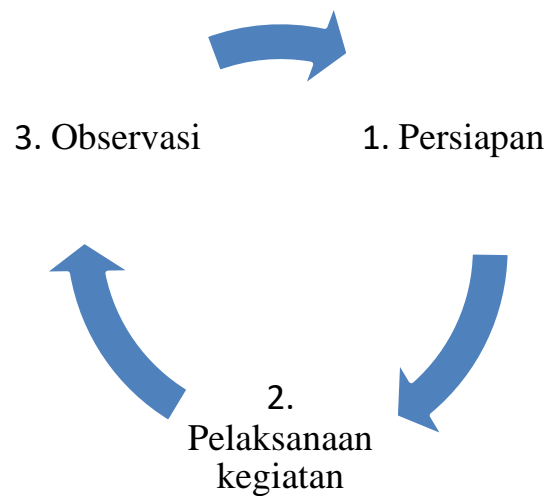 1. Persiapan
2.
Pelaksanaan
kegiatan
3. Observasi